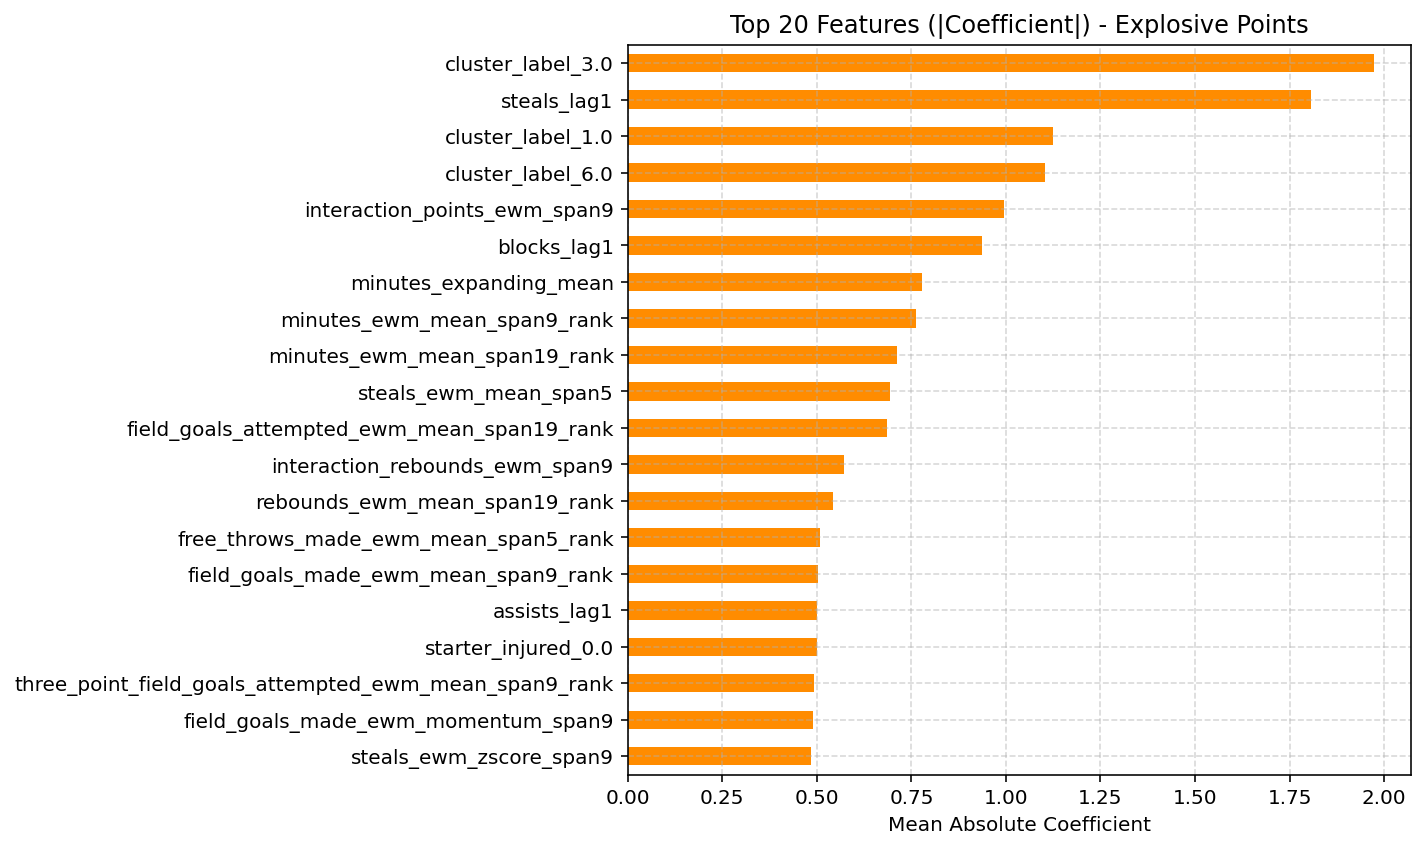 Top 20 Features (|Coefficient|) - Explosive Points
cluster_label_3.0
steals_lag1
cluster_label_1.0
cluster_label_6.0
interaction_points_ewm_span9
blocks_lag1
minutes_expanding_mean
minutes_ewm_mean_span9_rank
minutes_ewm_mean_span19_rank
steals_ewm_mean_span5
field_goals_attempted_ewm_mean_span19_rank
interaction_rebounds_ewm_span9
rebounds_ewm_mean_span19_rank
free_throws_made_ewm_mean_span5_rank
field_goals_made_ewm_mean_span9_rank
assists_lag1
starter_injured_0.0
three_point_field_goals_attempted_ewm_mean_span9_rank
field_goals_made_ewm_momentum_span9
steals_ewm_zscore_span9
0.00 0.25 0.50 0.75 1.00 1.25 1.50 1.75 2.00
Mean Absolute Coefficient